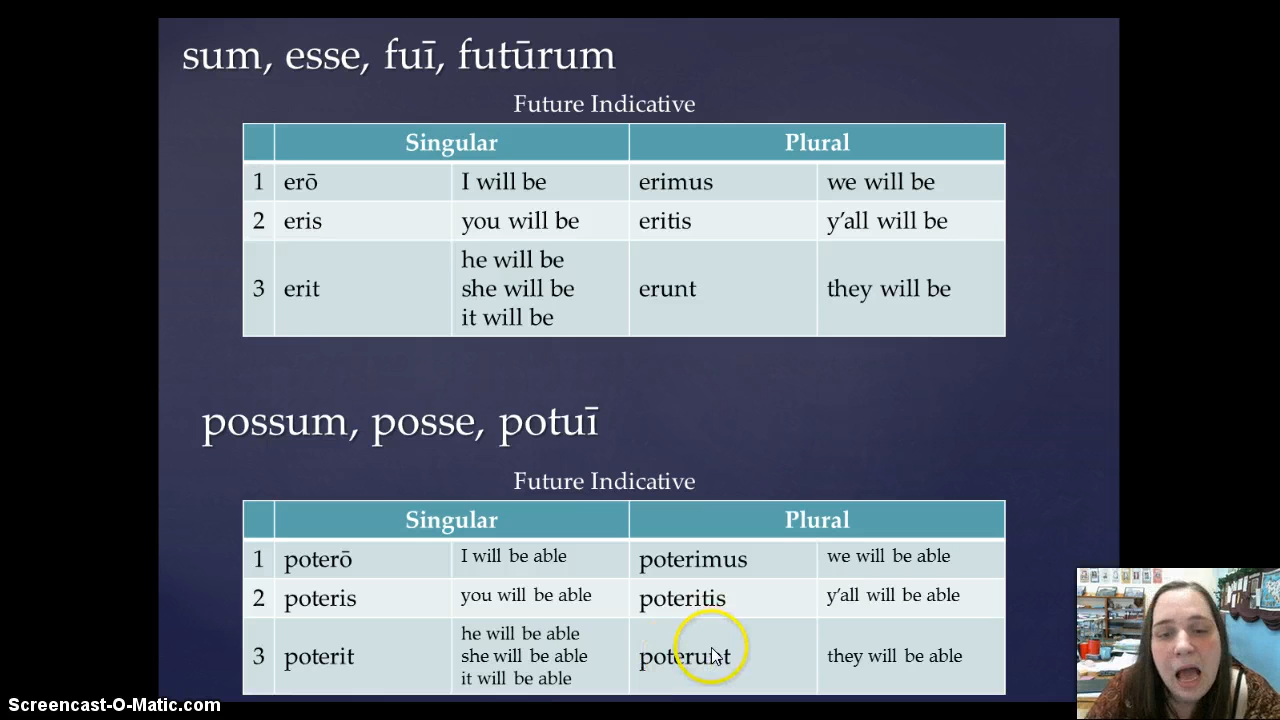 sum, esse, fuī, futūrum
Future Indicative
Singular Plural
1 erō I will be erimus we will be
2 eris you will be eritis y’all will be
3 erit he will be she will be it will be erunt they will be
possum, posse, potuī
Future Indicative
Singular Plural
1 poterō I will be able poterimus we will be able
2 poteris you will be able poteritis y’all will be able
3 poterit he will be able she will be able it will be able poterunt they will be able
Screencast-O-Matic.com